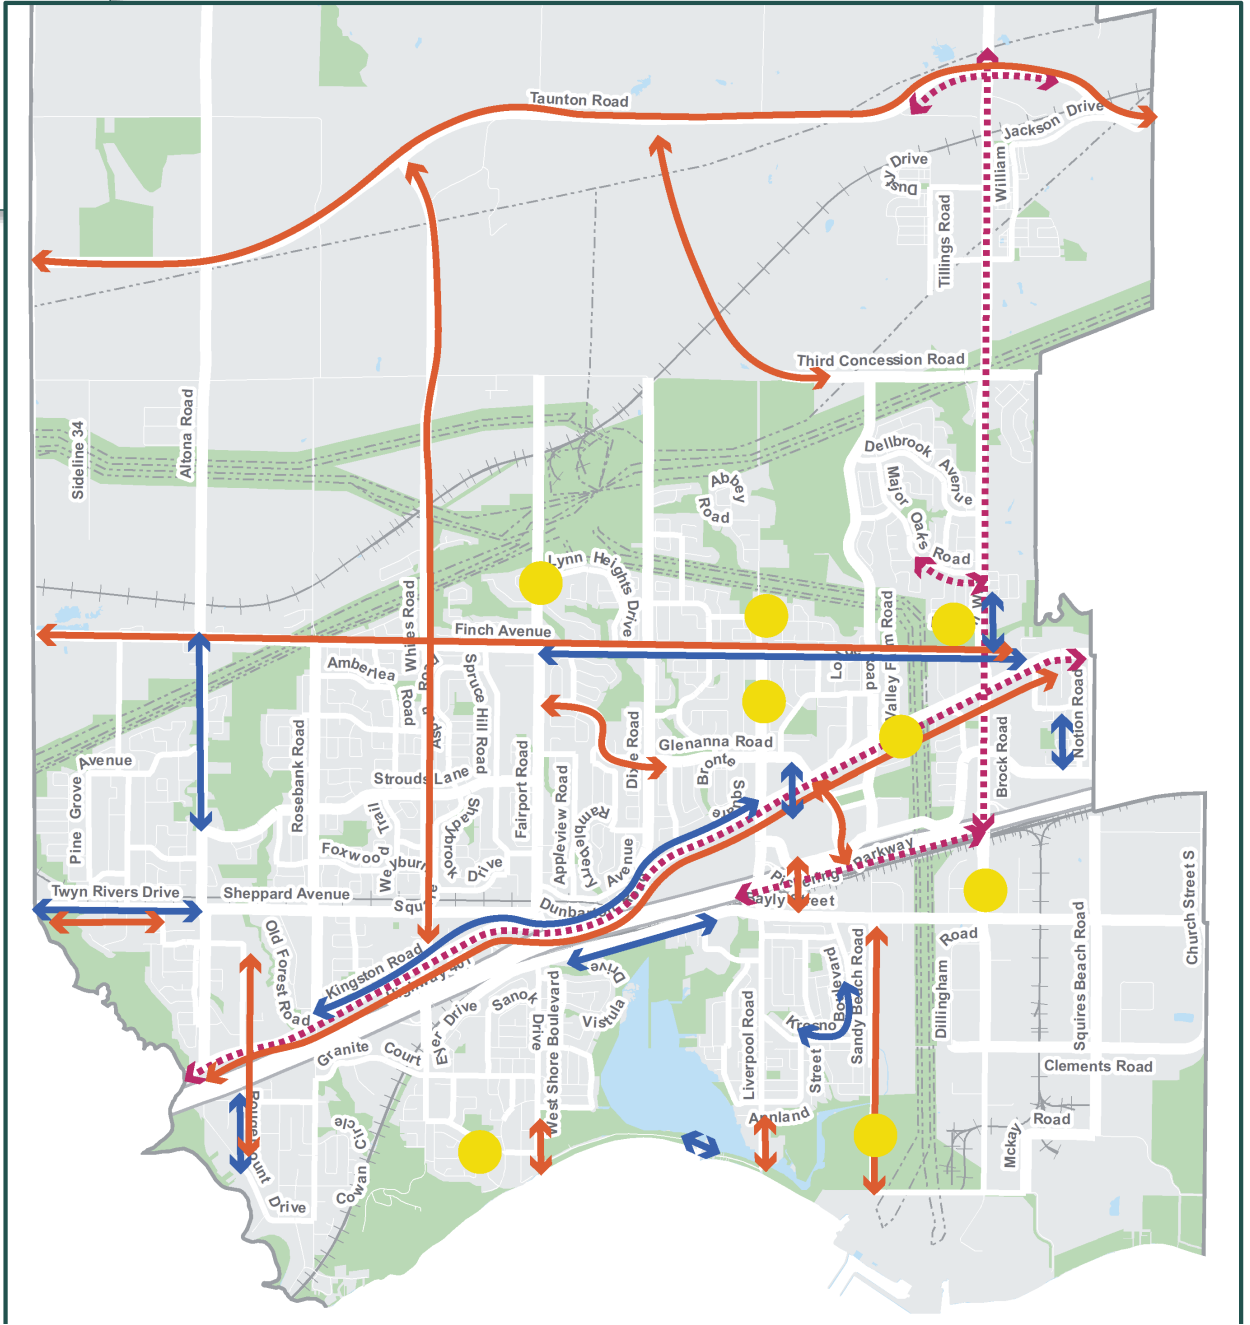 Taunton Road
Jackson Drive
William
Dusty
Drive
Tillings Road
Third Concession Road
Sideline 34
Altona Road
Dellbrook
Avenue
Major
Oaks
Road
Abbey
Road
Lynn Heights
Drive
Whites Road
Finch Avenue
Amberlea
Road
Spruce Hill Road
Valley Farm Road
Notion Road
Brock Road
Glenanna Road
Dixie Road
Bronte
Square
Strouds Lane
Rosebank Road
Fairport Road
Appleview Road
Avenue
Pine Grove
Trail
Foxwood
Weyburn
Square
Drive
Avenue
Twyn Rivers Drive
Sheppard Avenue
Pickering Parkway
Bayly Street
Kingston Road
Highway 401
Old Forest Road
Granite Court
Eyer Drive
Sanok
Drive
West Shore Boulevard
Vistula
Drive
Liverpool Road
Krosno
Boulevard
Street
Sandy Beach Road
Dillingham
Road
Squires Beach Road
Church Street S
Clements Road
Annland
McKay
Road
Rougemount
Drive
Cowan
Circle